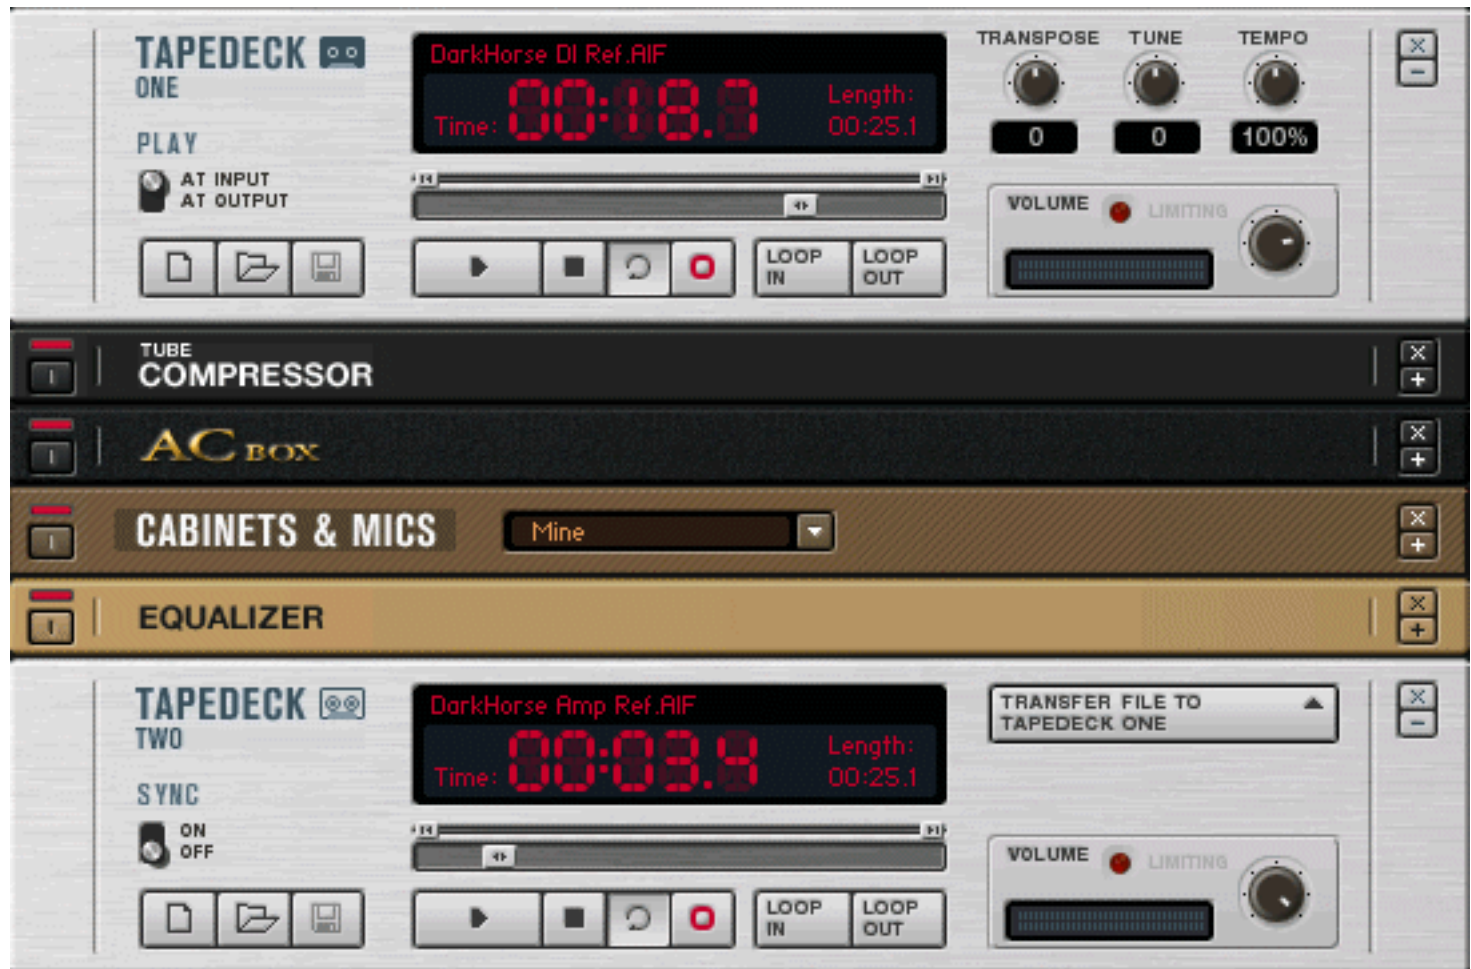 TAPEDECK
ONE
PLAY
AT INPUT
AT OUTPUT
DarkHorse DI Ref.AIF
Time: 00:18.7
Length:
00:25.1
LOOP IN
LOOP OUT
TRANSPOSE TUNE TEMPO
0 0 100%
VOLUME LIMITING
TUBE
COMPRESSOR
AC BOX
CABINETS & MICS Mine
EQUALIZER
TAPEDECK
TWO
SYNC
ON
OFF
DarkHorse Amp Ref.AIF
Time: 00:03.4
Length:
00:25.1
LOOP IN
LOOP OUT
TRANSFER FILE TO
TAPEDECK ONE
VOLUME LIMITING